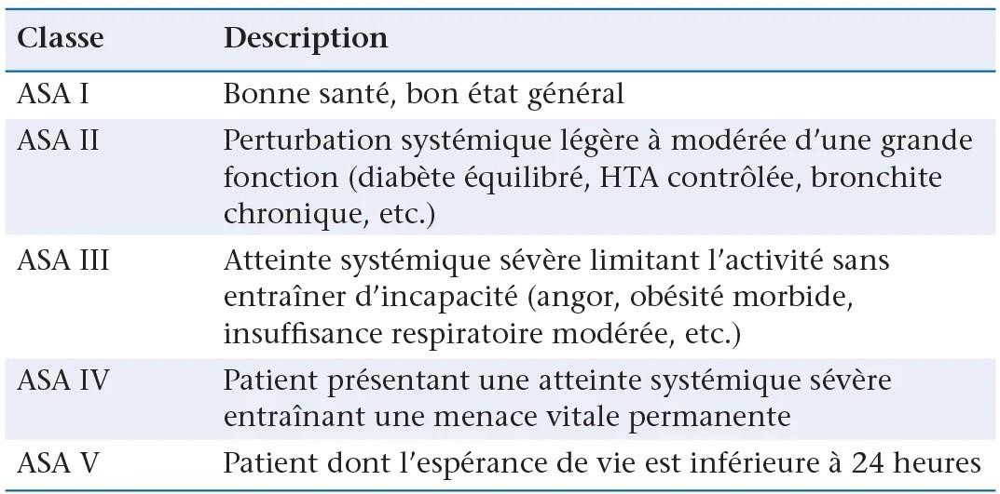 Classe Description
ASA I Bonne santé, bon état général
ASA II Perturbation systémique légère à modérée d’une grande
fonction (diabète équilibré, HTA contrôlée, bronchite
chronique, etc.)
ASA III Atteinte systémique sévère limitant l’activité sans
entraîner d’incapacité (angor, obésité morbide,
insuffisance respiratoire modérée, etc.)
ASA IV Patient présentant une atteinte systémique sévère
entraînant une menace vitale permanente
ASA V Patient dont l’espérance de vie est inférieure à 24 heures